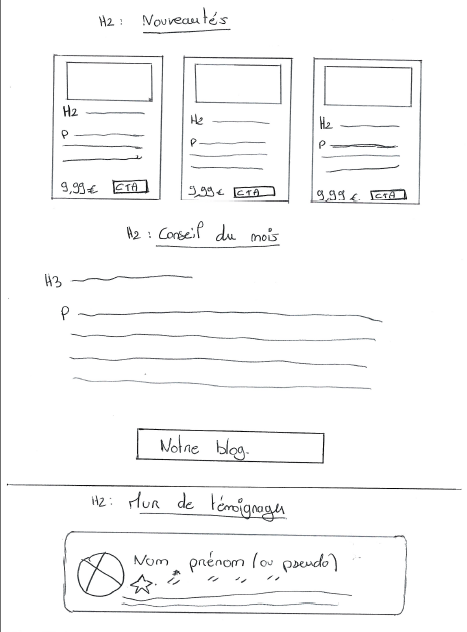 H2 : Nouveautés
H2 H2 H2
P P P
9,99 € CTA 9,99 € CTA 9,99 € CTA
H2 : Conseil du mois
H3
P
Notre blog.
H2 : Mur de témoignages
Nom, prénom (ou pseudo)